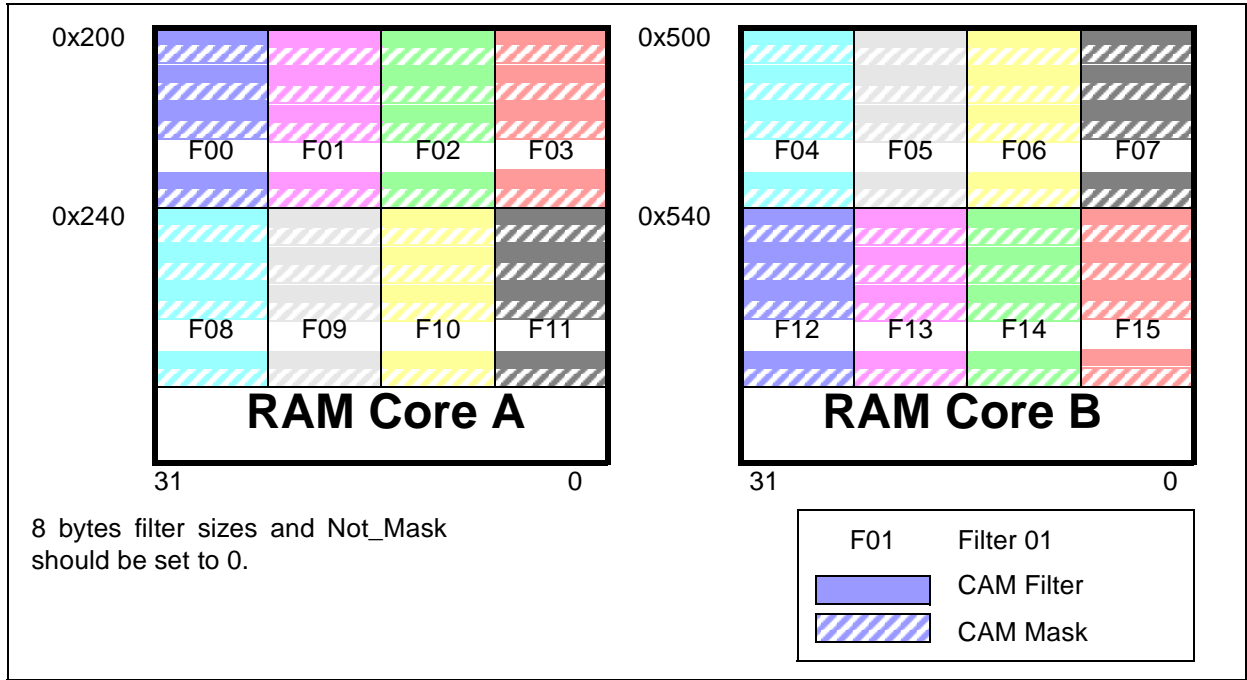 0x200
0x500
F00 F01 F02 F03
F04 F05 F06 F07
0x240
0x540
F08 F09 F10 F11
F12 F13 F14 F15
RAM Core A
RAM Core B
31 0
31 0
8 bytes filter sizes and Not_Mask
should be set to 0.
F01 Filter 01
CAM Filter
CAM Mask